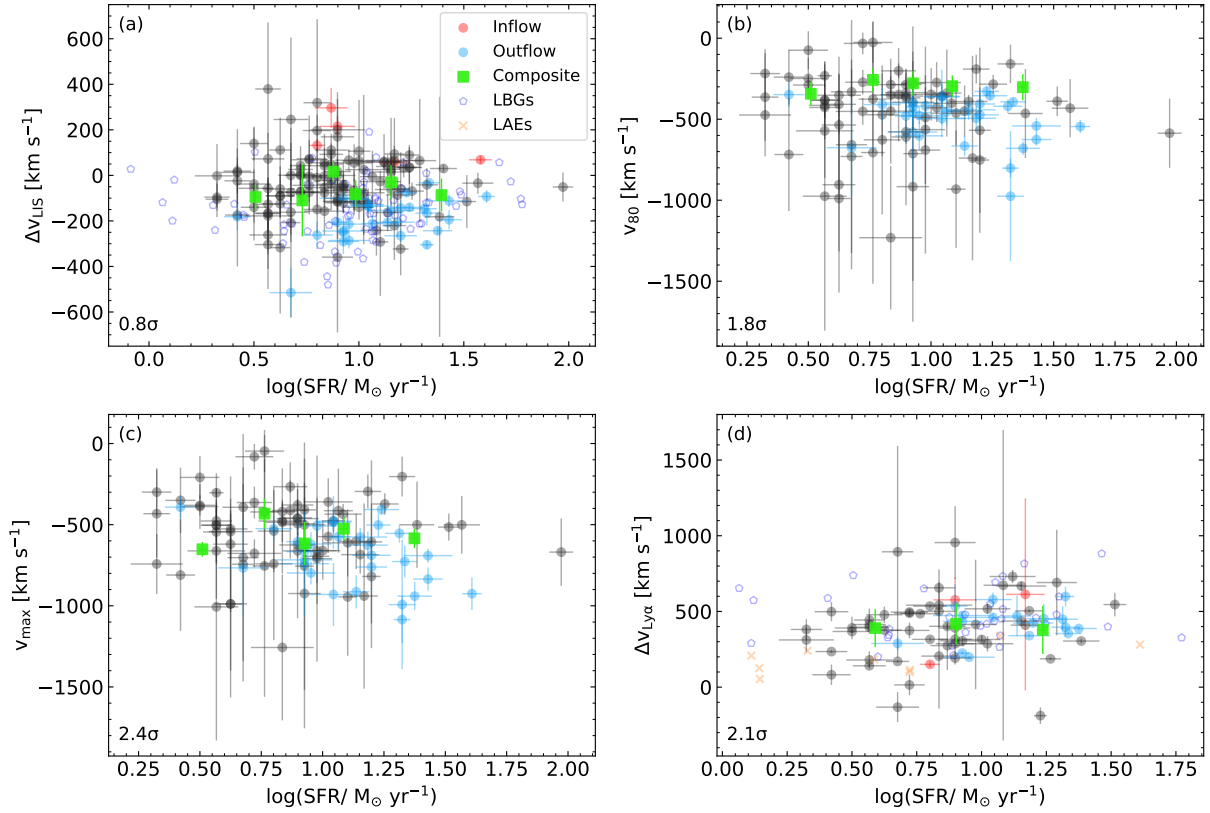 (a)
600
400
200
0
−200
−400
−600
Δv_LIS [km s⁻¹]
Inflow
Outflow
Composite
LBGs
LAEs
0.8σ
0.0 0.5 1.0 1.5 2.0
log(SFR/ M⊙ yr⁻¹)
(b)
0
−500
−1000
−1500
v₈₀ [km s⁻¹]
1.8σ
0.25 0.50 0.75 1.00 1.25 1.50 1.75 2.00
log(SFR/ M⊙ yr⁻¹)
(c)
0
−500
−1000
−1500
v_max [km s⁻¹]
2.4σ
0.25 0.50 0.75 1.00 1.25 1.50 1.75 2.00
log(SFR/ M⊙ yr⁻¹)
(d)
1500
1000
500
0
Δv_Lyα [km s⁻¹]
2.1σ
0.00 0.25 0.50 0.75 1.00 1.25 1.50 1.75
log(SFR/ M⊙ yr⁻¹)